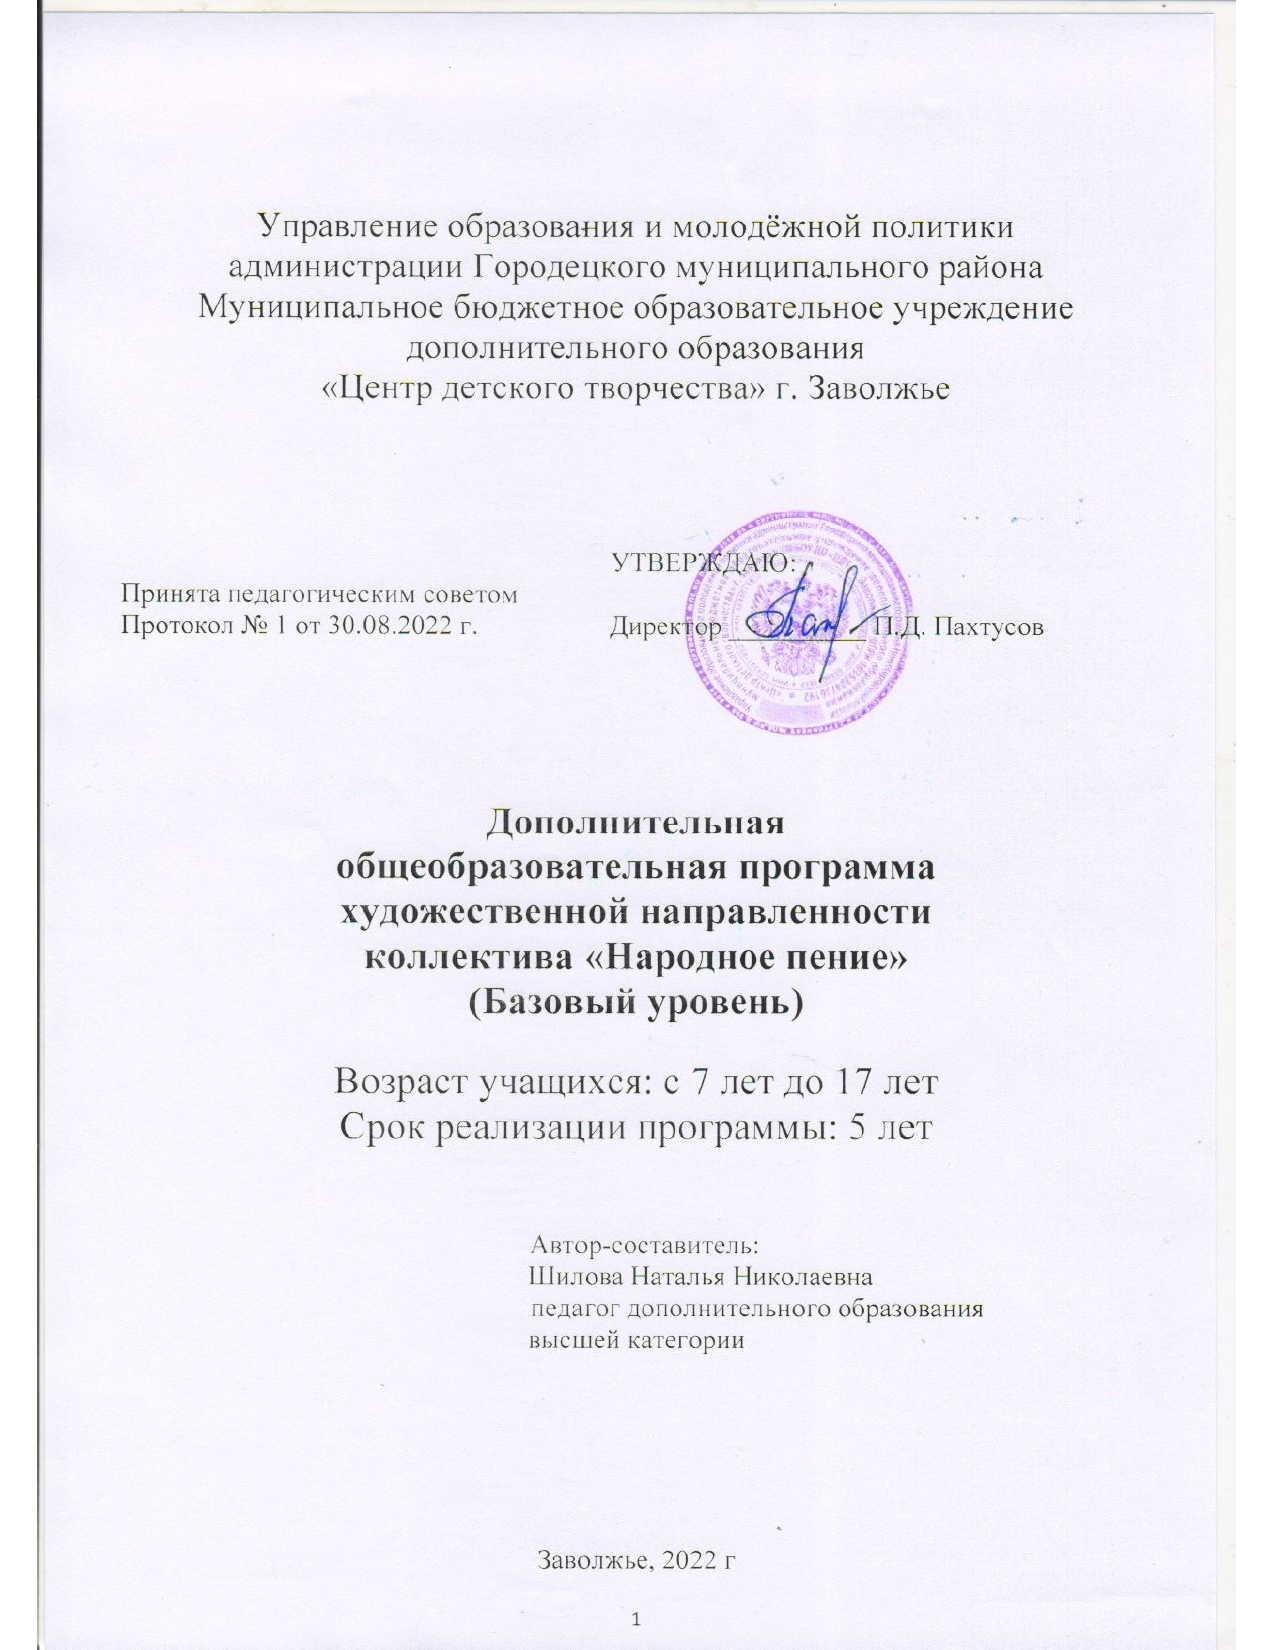 Управление образования и молодёжной политики
администрации Городецкого муниципального района
Муниципальное бюджетное образовательное учреждение
дополнительного образования
«Центр детского творчества» г. Заволжье
УТВЕРЖДАЮ:
Принята педагогическим советом
Протокол № 1 от 30.08.2022 г.
Директор __________ П.Д. Пахтусов
Дополнительная
общеобразовательная программа
художественной направленности
коллектива «Народное пение»
(Базовый уровень)
Возраст учащихся: с 7 лет до 17 лет
Срок реализации программы: 5 лет
Автор-составитель:
Шилова Наталья Николаевна
педагог дополнительного образования
высшей категории
Заволжье, 2022 г
1